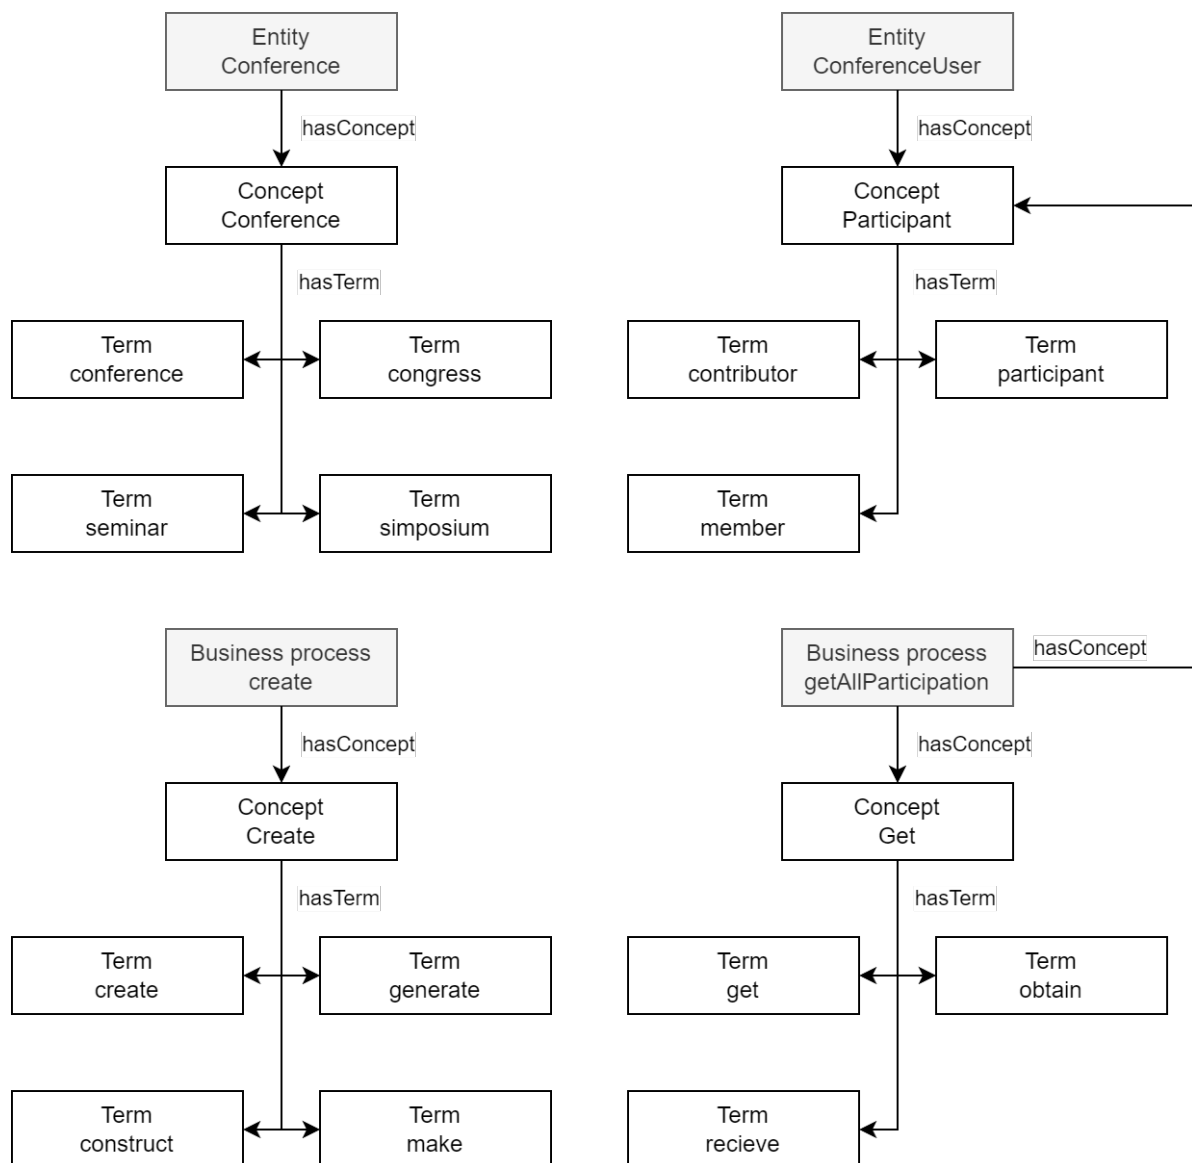 Entity
Conference
Entity
ConferenceUser
hasConcept
hasConcept
Concept
Conference
Concept
Participant
hasTerm
hasTerm
Term
conference
Term
congress
Term
contributor
Term
participant
Term
seminar
Term
simposium
Term
member
Business process
create
Business process
getAllParticipation
hasConcept
hasConcept
hasConcept
Concept
Create
Concept
Get
hasTerm
hasTerm
Term
create
Term
generate
Term
get
Term
obtain
Term
construct
Term
make
Term
recieve